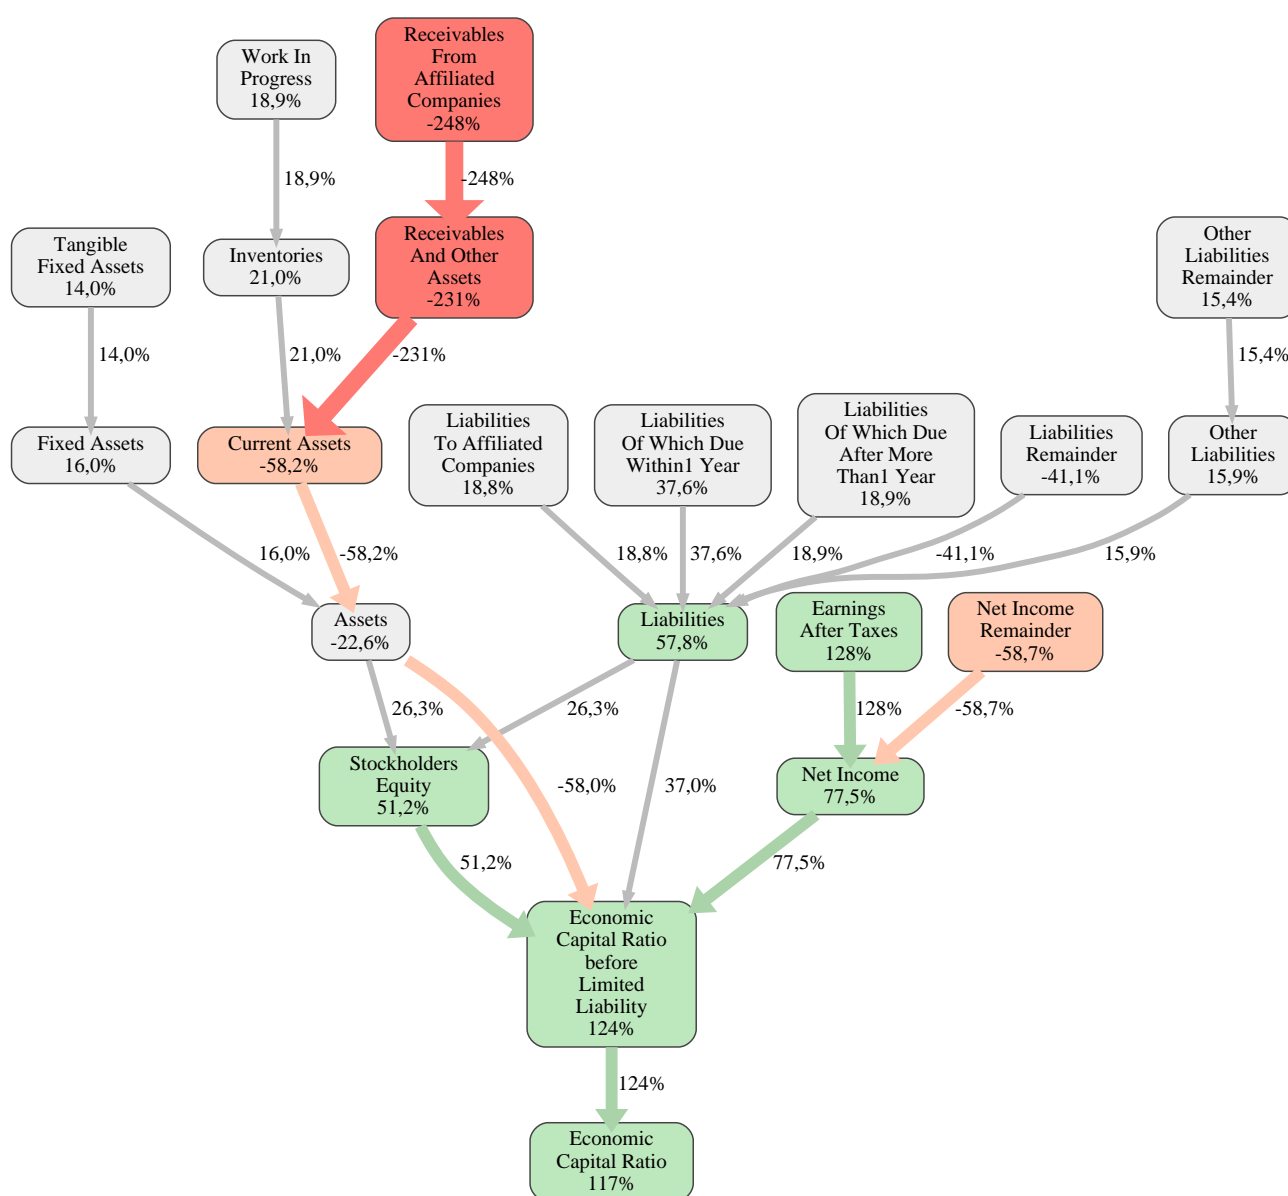 Work In
Progress
18,9%
Receivables
From
Affiliated
Companies
-248%
18,9%
-248%
Tangible
Fixed Assets
14,0%
Inventories
21,0%
Receivables
And Other
Assets
-231%
Other
Liabilities
Remainder
15,4%
14,0%
21,0%
-231%
15,4%
Fixed Assets
16,0%
Current Assets
-58,2%
Liabilities
To Affiliated
Companies
18,8%
Liabilities
Of Which Due
Within1 Year
37,6%
Liabilities
Of Which Due
After More
Than1 Year
18,9%
Liabilities
Remainder
-41,1%
Other
Liabilities
15,9%
16,0%
-58,2%
18,8%
37,6%
18,9%
-41,1%
15,9%
Assets
-22,6%
Liabilities
57,8%
Earnings
After Taxes
128%
Net Income
Remainder
-58,7%
26,3%
26,3%
128%
-58,7%
Stockholders
Equity
51,2%
-58,0%
37,0%
Net Income
77,5%
51,2%
77,5%
Economic
Capital Ratio
before
Limited
Liability
124%
124%
Economic
Capital Ratio
117%